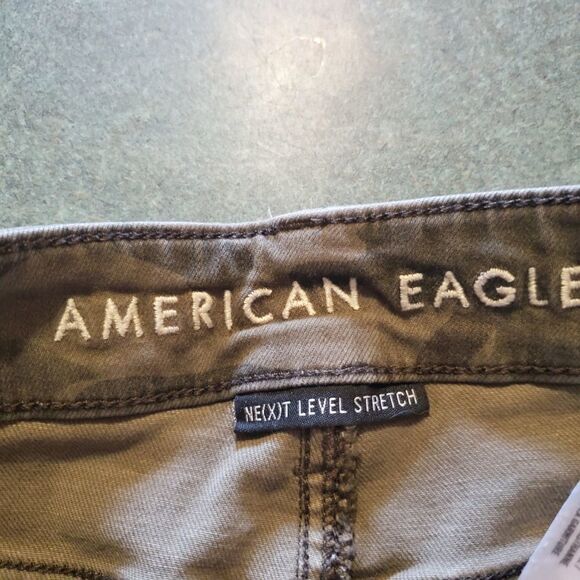 AMERICAN EAGLE
NE(X)T LEVEL STRETCH